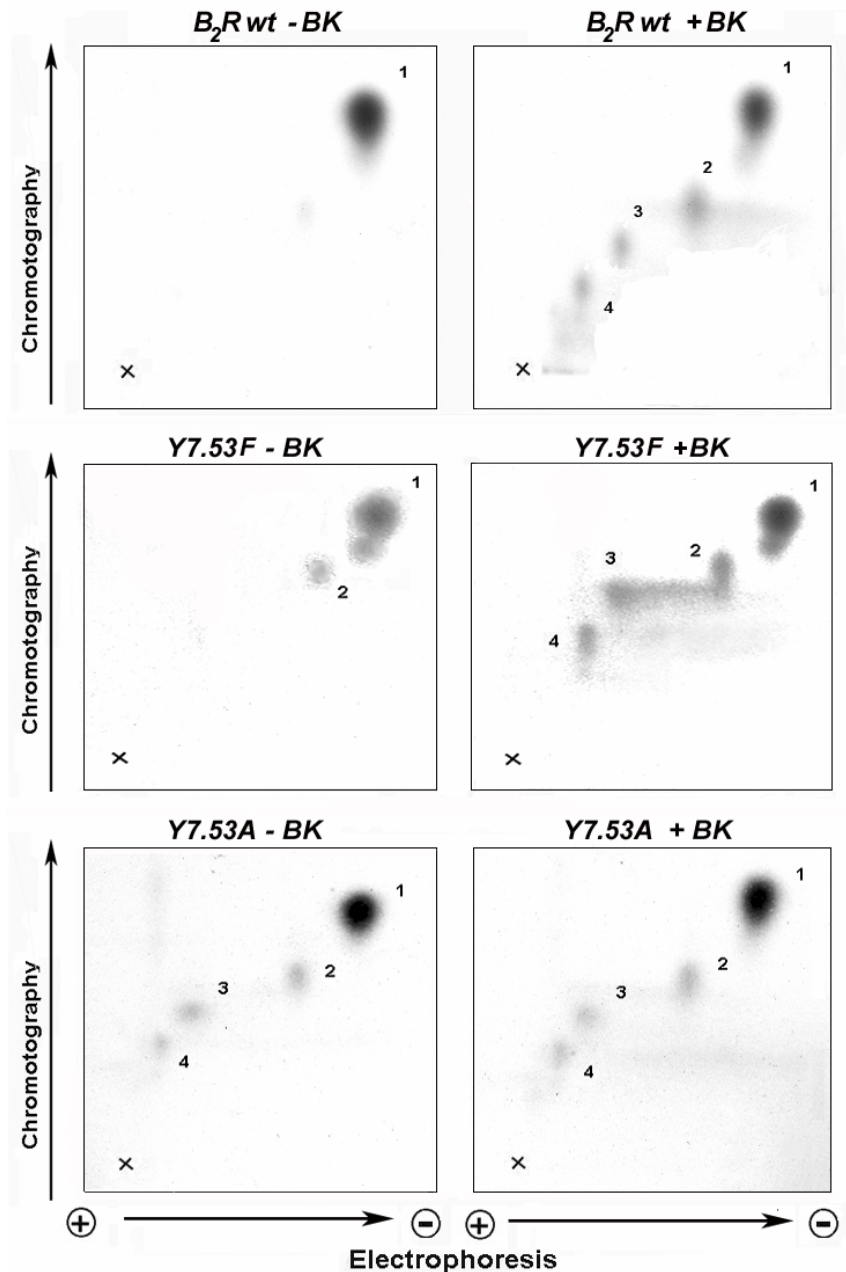 B2R wt - BK
B2R wt + BK
1
1
2
3
4
×
×
Chromotography
Y7.53F - BK
Y7.53F +BK
1
2
1
2
3
4
×
×
Chromotography
Y7.53A - BK
Y7.53A + BK
1
2
3
4
1
2
3
4
×
×
Chromotography
+ -
+ -
Electrophoresis